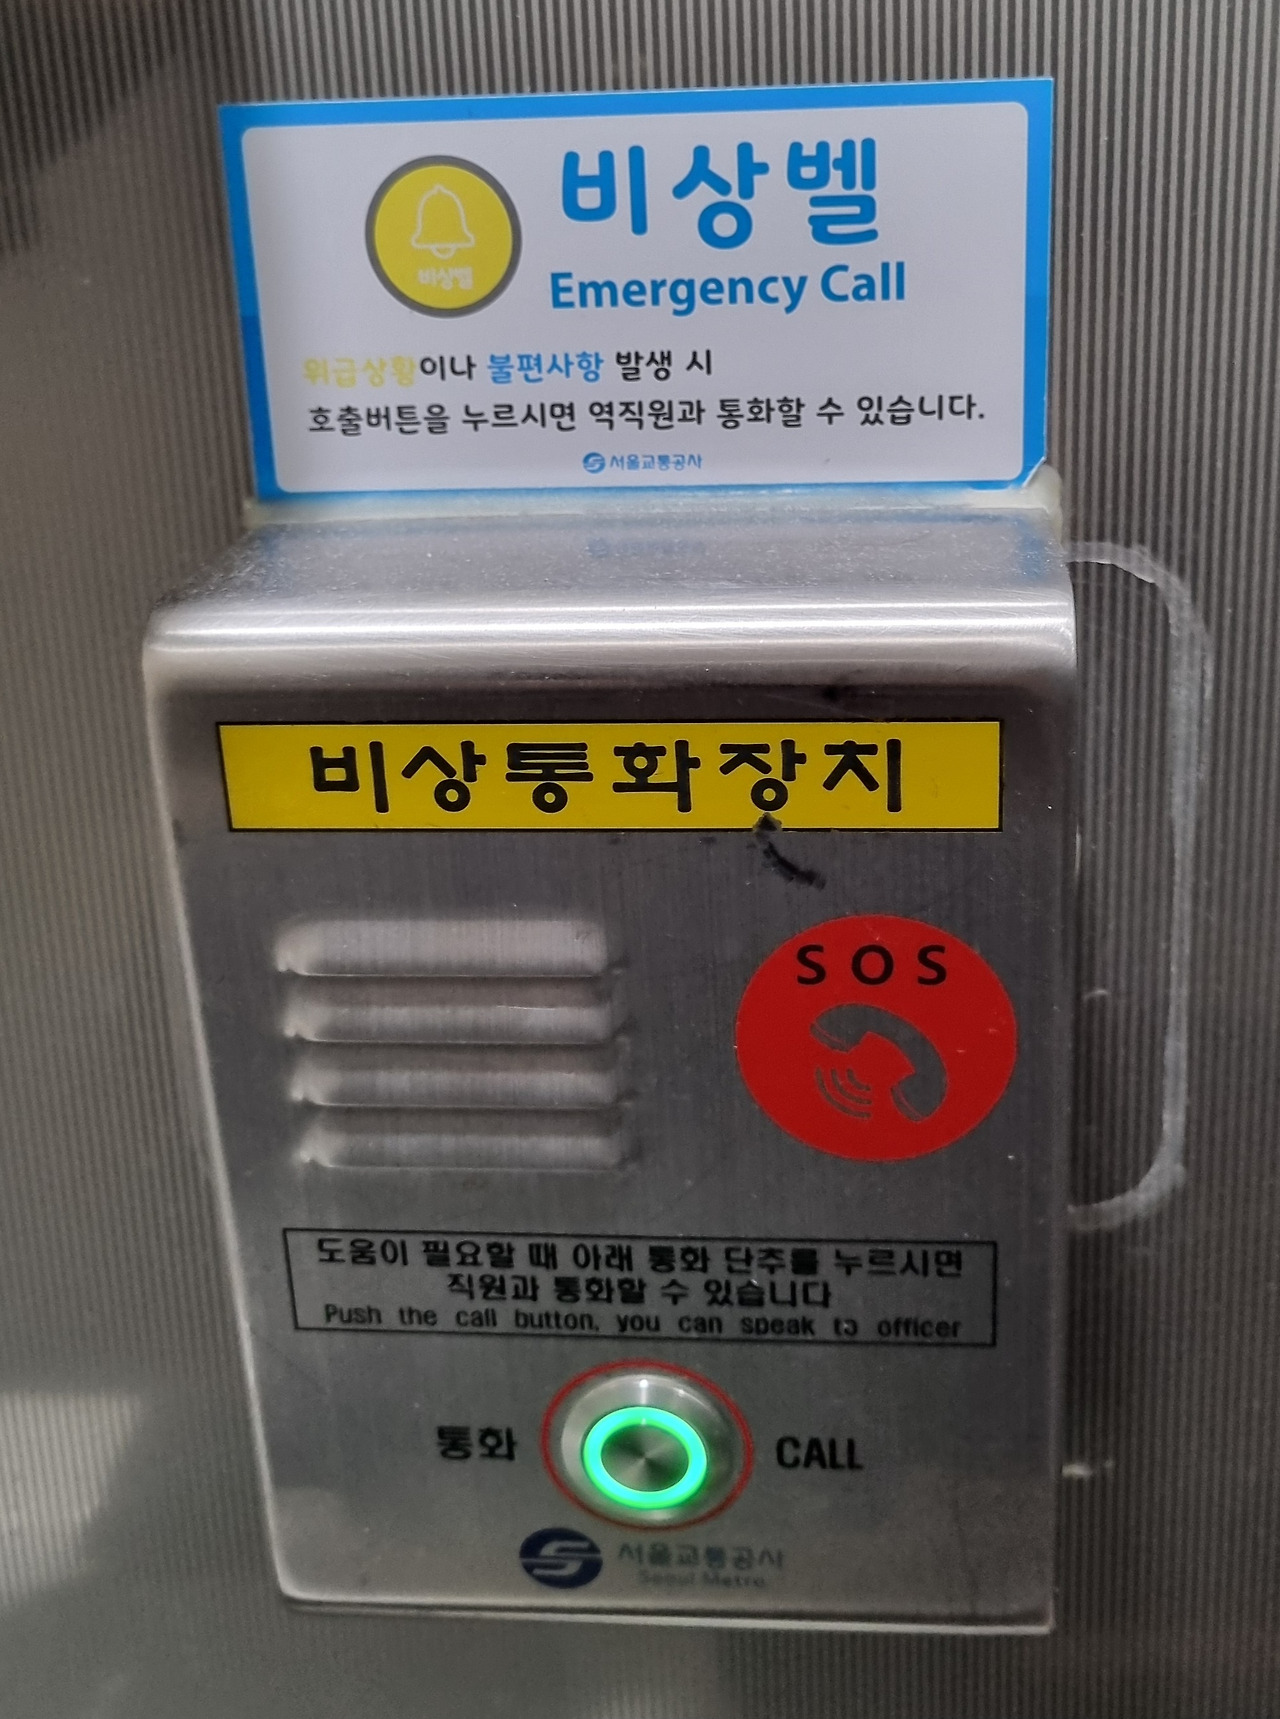 비상벨
비상벨
Emergency Call
위급상황이나 불편사항 발생 시
호출버튼을 누르시면 역직원과 통화할 수 있습니다.
서울교통공사
비상통화장치
SOS
도움이 필요할 때 아래 통화 단추를 누르시면
직원과 통화할 수 있습니다
Push the call button, you can speak to officer
통화 CALL
서울교통공사
Seoul Metro